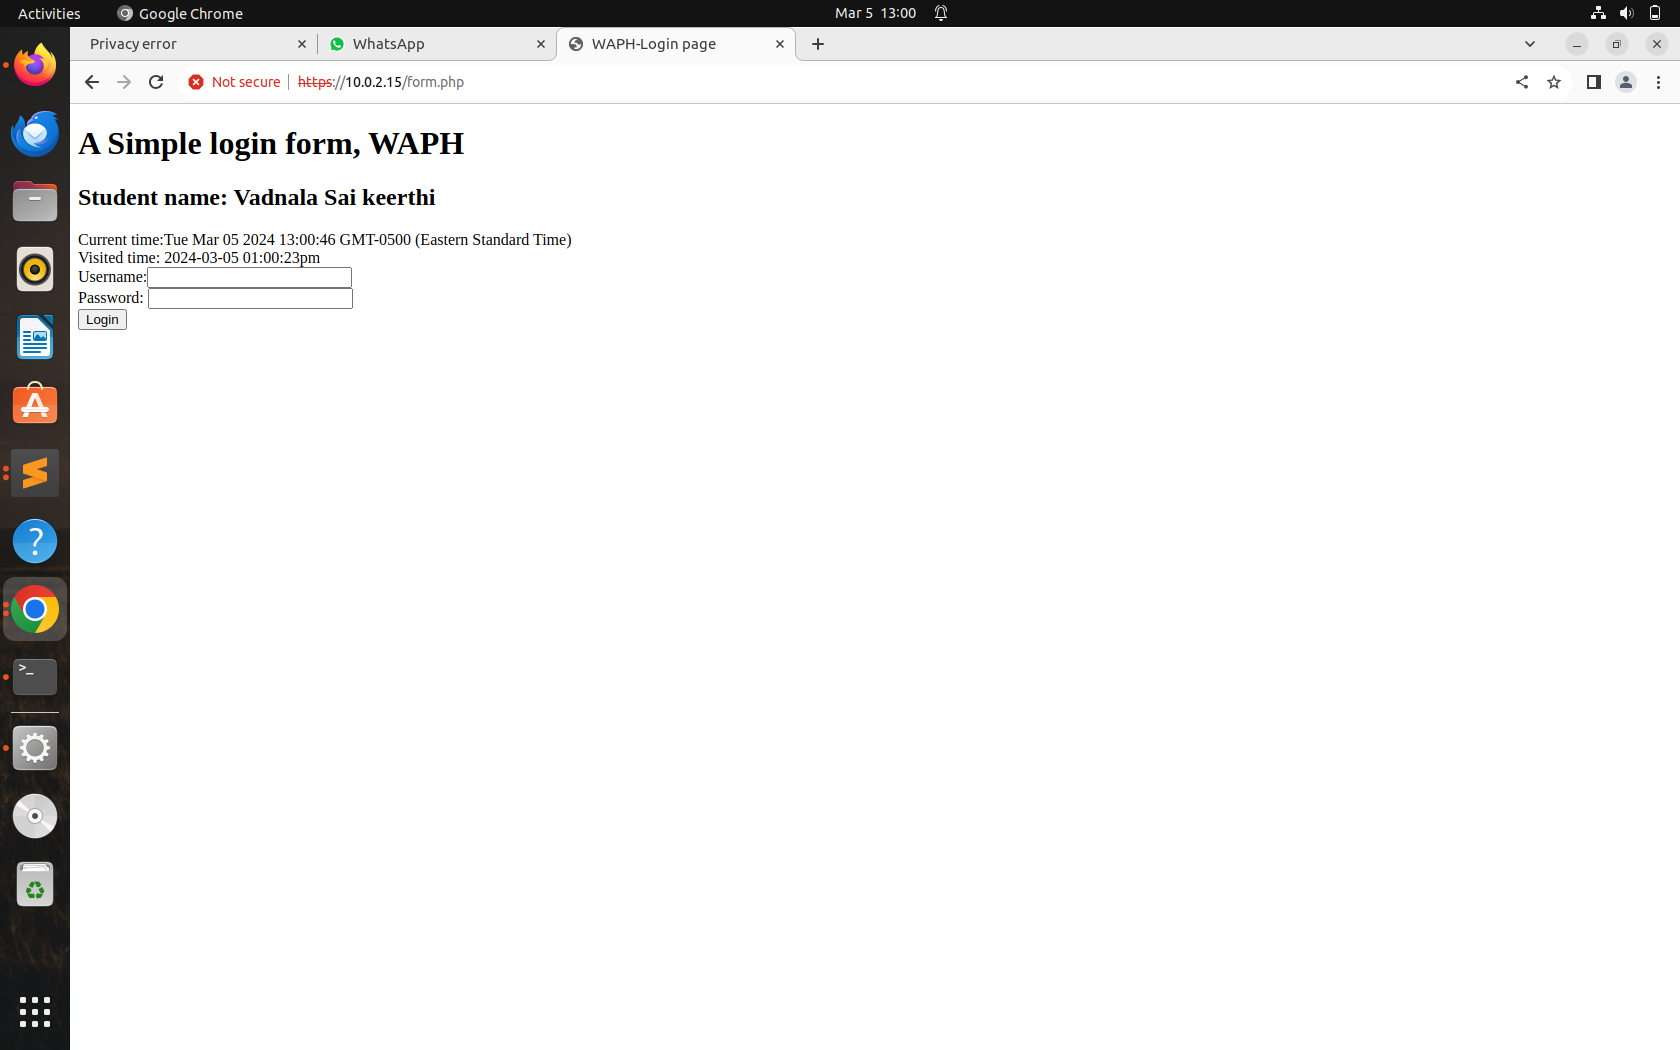 Activities Google Chrome Mar 5 13:00
Privacy error WhatsApp WAPH-Login page
Not secure https://10.0.2.15/form.php
A Simple login form, WAPH
Student name: Vadnala Sai keerthi
Current time:Tue Mar 05 2024 13:00:46 GMT-0500 (Eastern Standard Time)
Visited time: 2024-03-05 01:00:23pm
Username:
Password:
Login